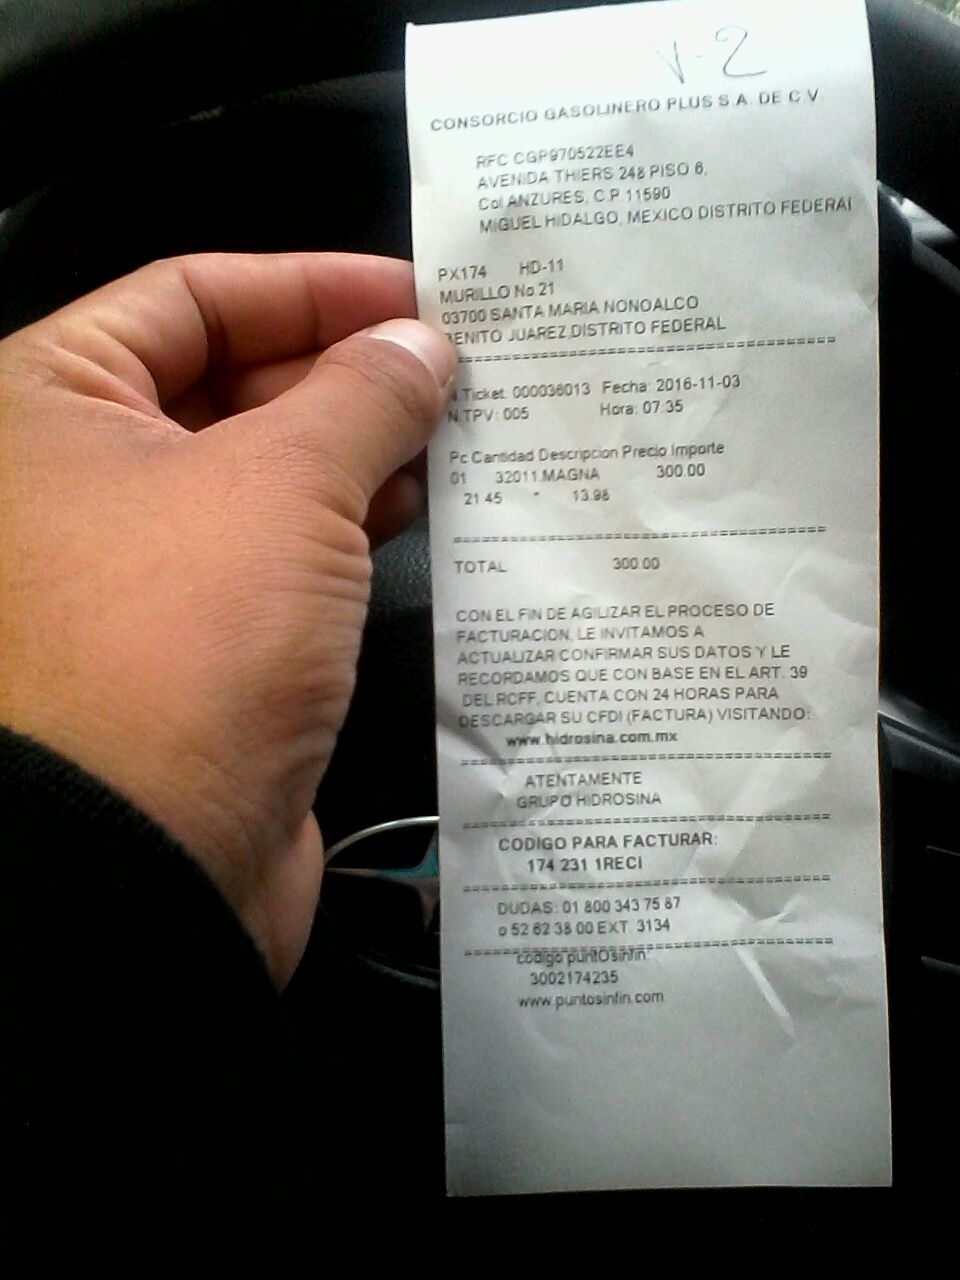 V-2
CONSORCIO GASOLINERO PLUS S.A. DE C.V.
RFC CGP970522EE4
AVENIDA THIERS 248 PISO 6,
Col ANZURES, C.P 11590
MIGUEL HIDALGO, MEXICO DISTRITO FEDERAL
PX174 HD-11
MURILLO No 21
03700 SANTA MARIA NONOALCO
BENITO JUAREZ DISTRITO FEDERAL
N.Ticket: 000036013 Fecha: 2016-11-03
N.TPV: 005 Hora: 07:35
Pc Cantidad Descripcion Precio Importe
01 32011.MAGNA 300.00
21.45 * 13.98
TOTAL 300.00
CON EL FIN DE AGILIZAR EL PROCESO DE
FACTURACION, LE INVITAMOS A
ACTUALIZAR CONFIRMAR SUS DATOS Y LE
RECORDAMOS QUE CON BASE EN EL ART. 39
DEL RCFF, CUENTA CON 24 HORAS PARA
DESCARGAR SU CFDI (FACTURA) VISITANDO:
www.hidrosina.com.mx
ATENTAMENTE
GRUPO HIDROSINA
CODIGO PARA FACTURAR:
174 231 1RECI
DUDAS: 01 800 343 75 87
o 52 62 38 00 EXT. 3134
codigo puntOsinfin:
3002174235
www.puntosinfin.com